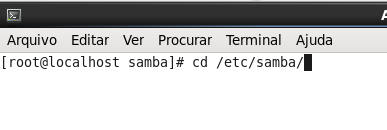 Arquivo Editar Ver Procurar Terminal Ajuda
[root@localhost samba]# cd /etc/samba/